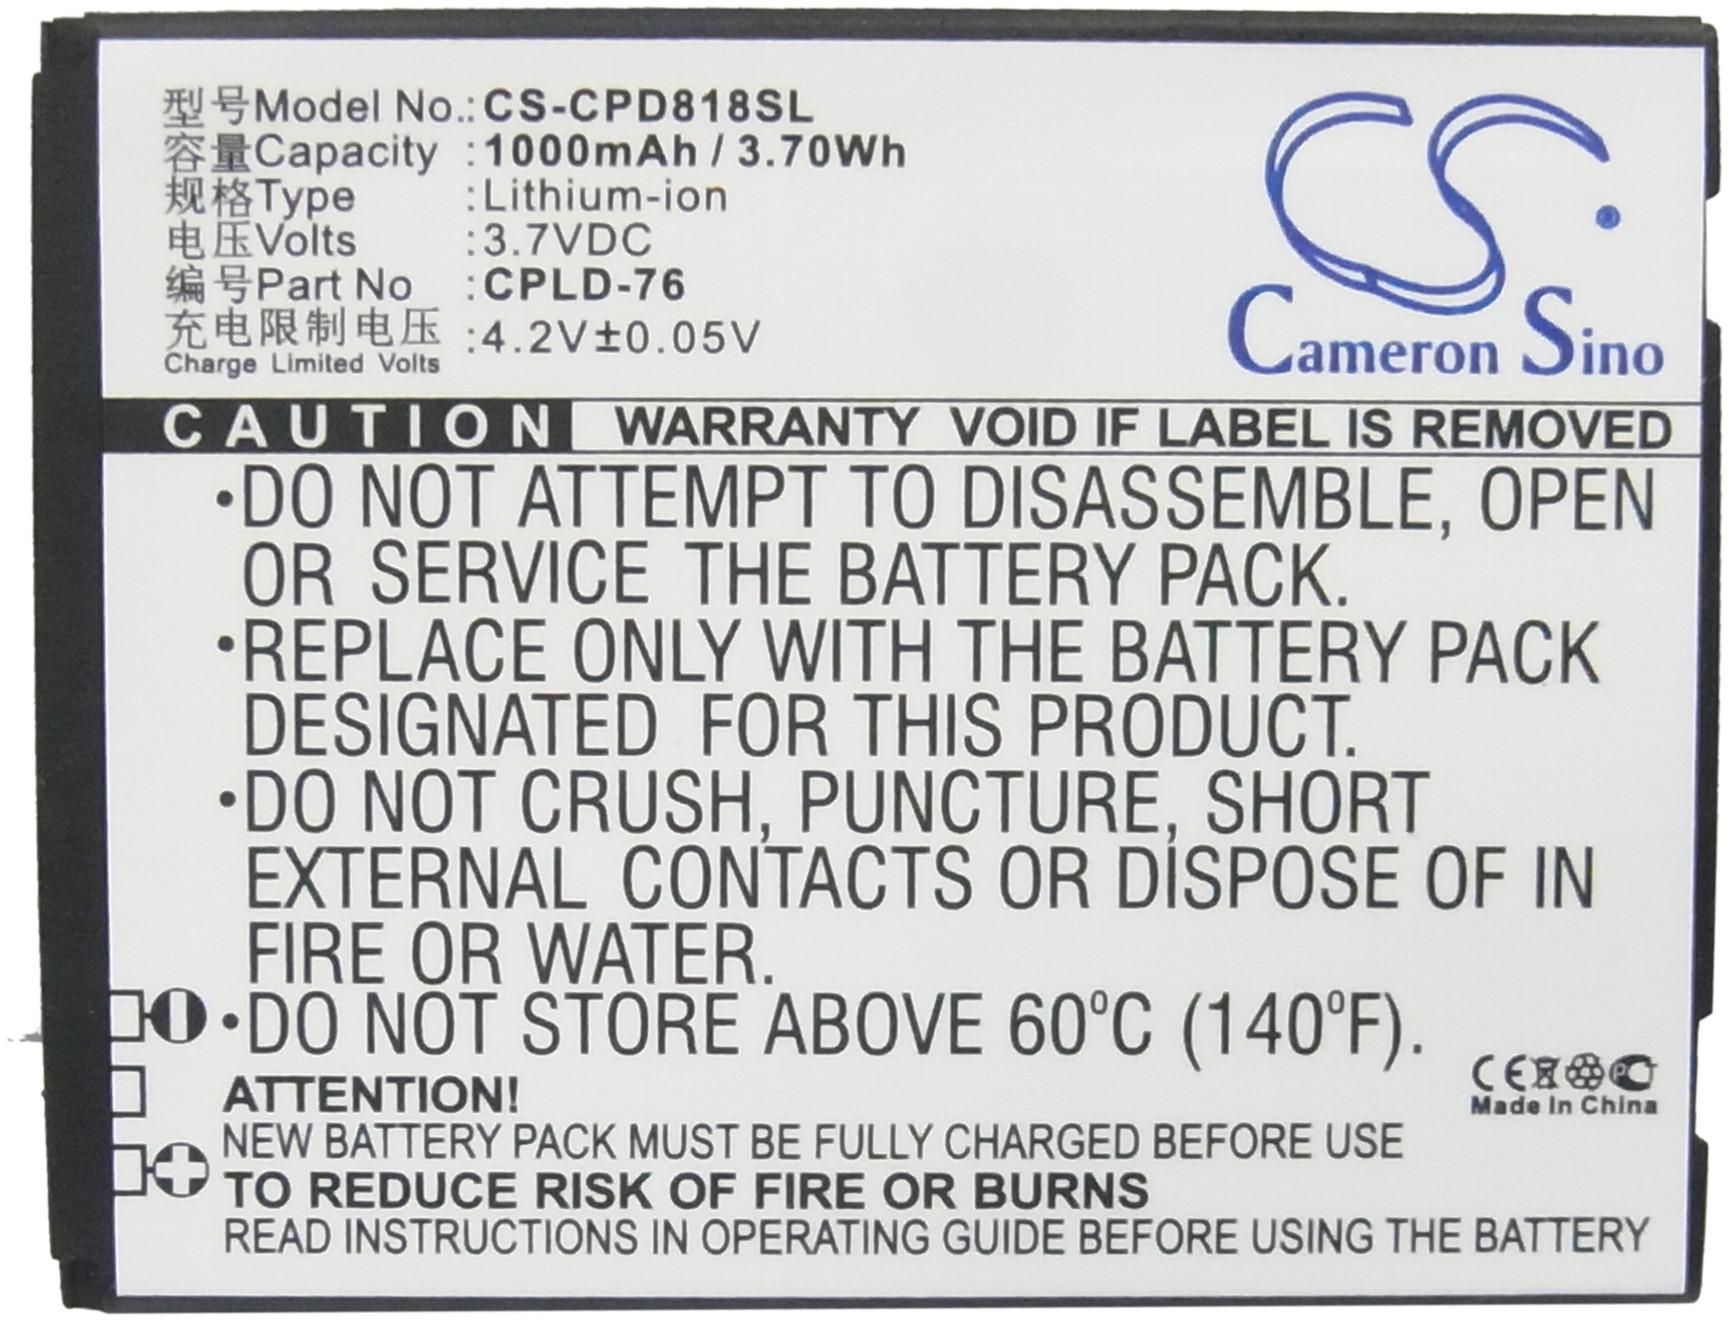 型号Model No.: CS-CPD818SL
容量Capacity : 1000mAh / 3.70Wh
规格Type : Lithium-ion
电压Volts : 3.7VDC
编号Part No : CPLD-76
充电限制电压 : 4.2V±0.05V
Charge Limited Volts
CS
Cameron Sino
CAUTION WARRANTY VOID IF LABEL IS REMOVED
•DO NOT ATTEMPT TO DISASSEMBLE, OPEN
OR SERVICE THE BATTERY PACK.
•REPLACE ONLY WITH THE BATTERY PACK
DESIGNATED FOR THIS PRODUCT.
•DO NOT CRUSH, PUNCTURE, SHORT
EXTERNAL CONTACTS OR DISPOSE OF IN
FIRE OR WATER.
•DO NOT STORE ABOVE 60°C (140°F).
CE PC
Made In China
ATTENTION!
NEW BATTERY PACK MUST BE FULLY CHARGED BEFORE USE
TO REDUCE RISK OF FIRE OR BURNS
READ INSTRUCTIONS IN OPERATING GUIDE BEFORE USING THE BATTERY